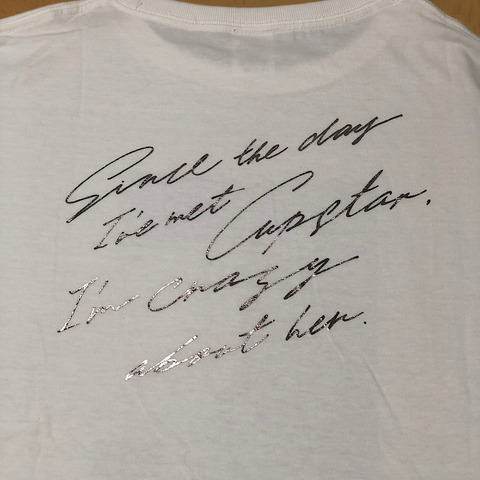 Since the day
I've met Cupstar.
I'm crazy
about her.